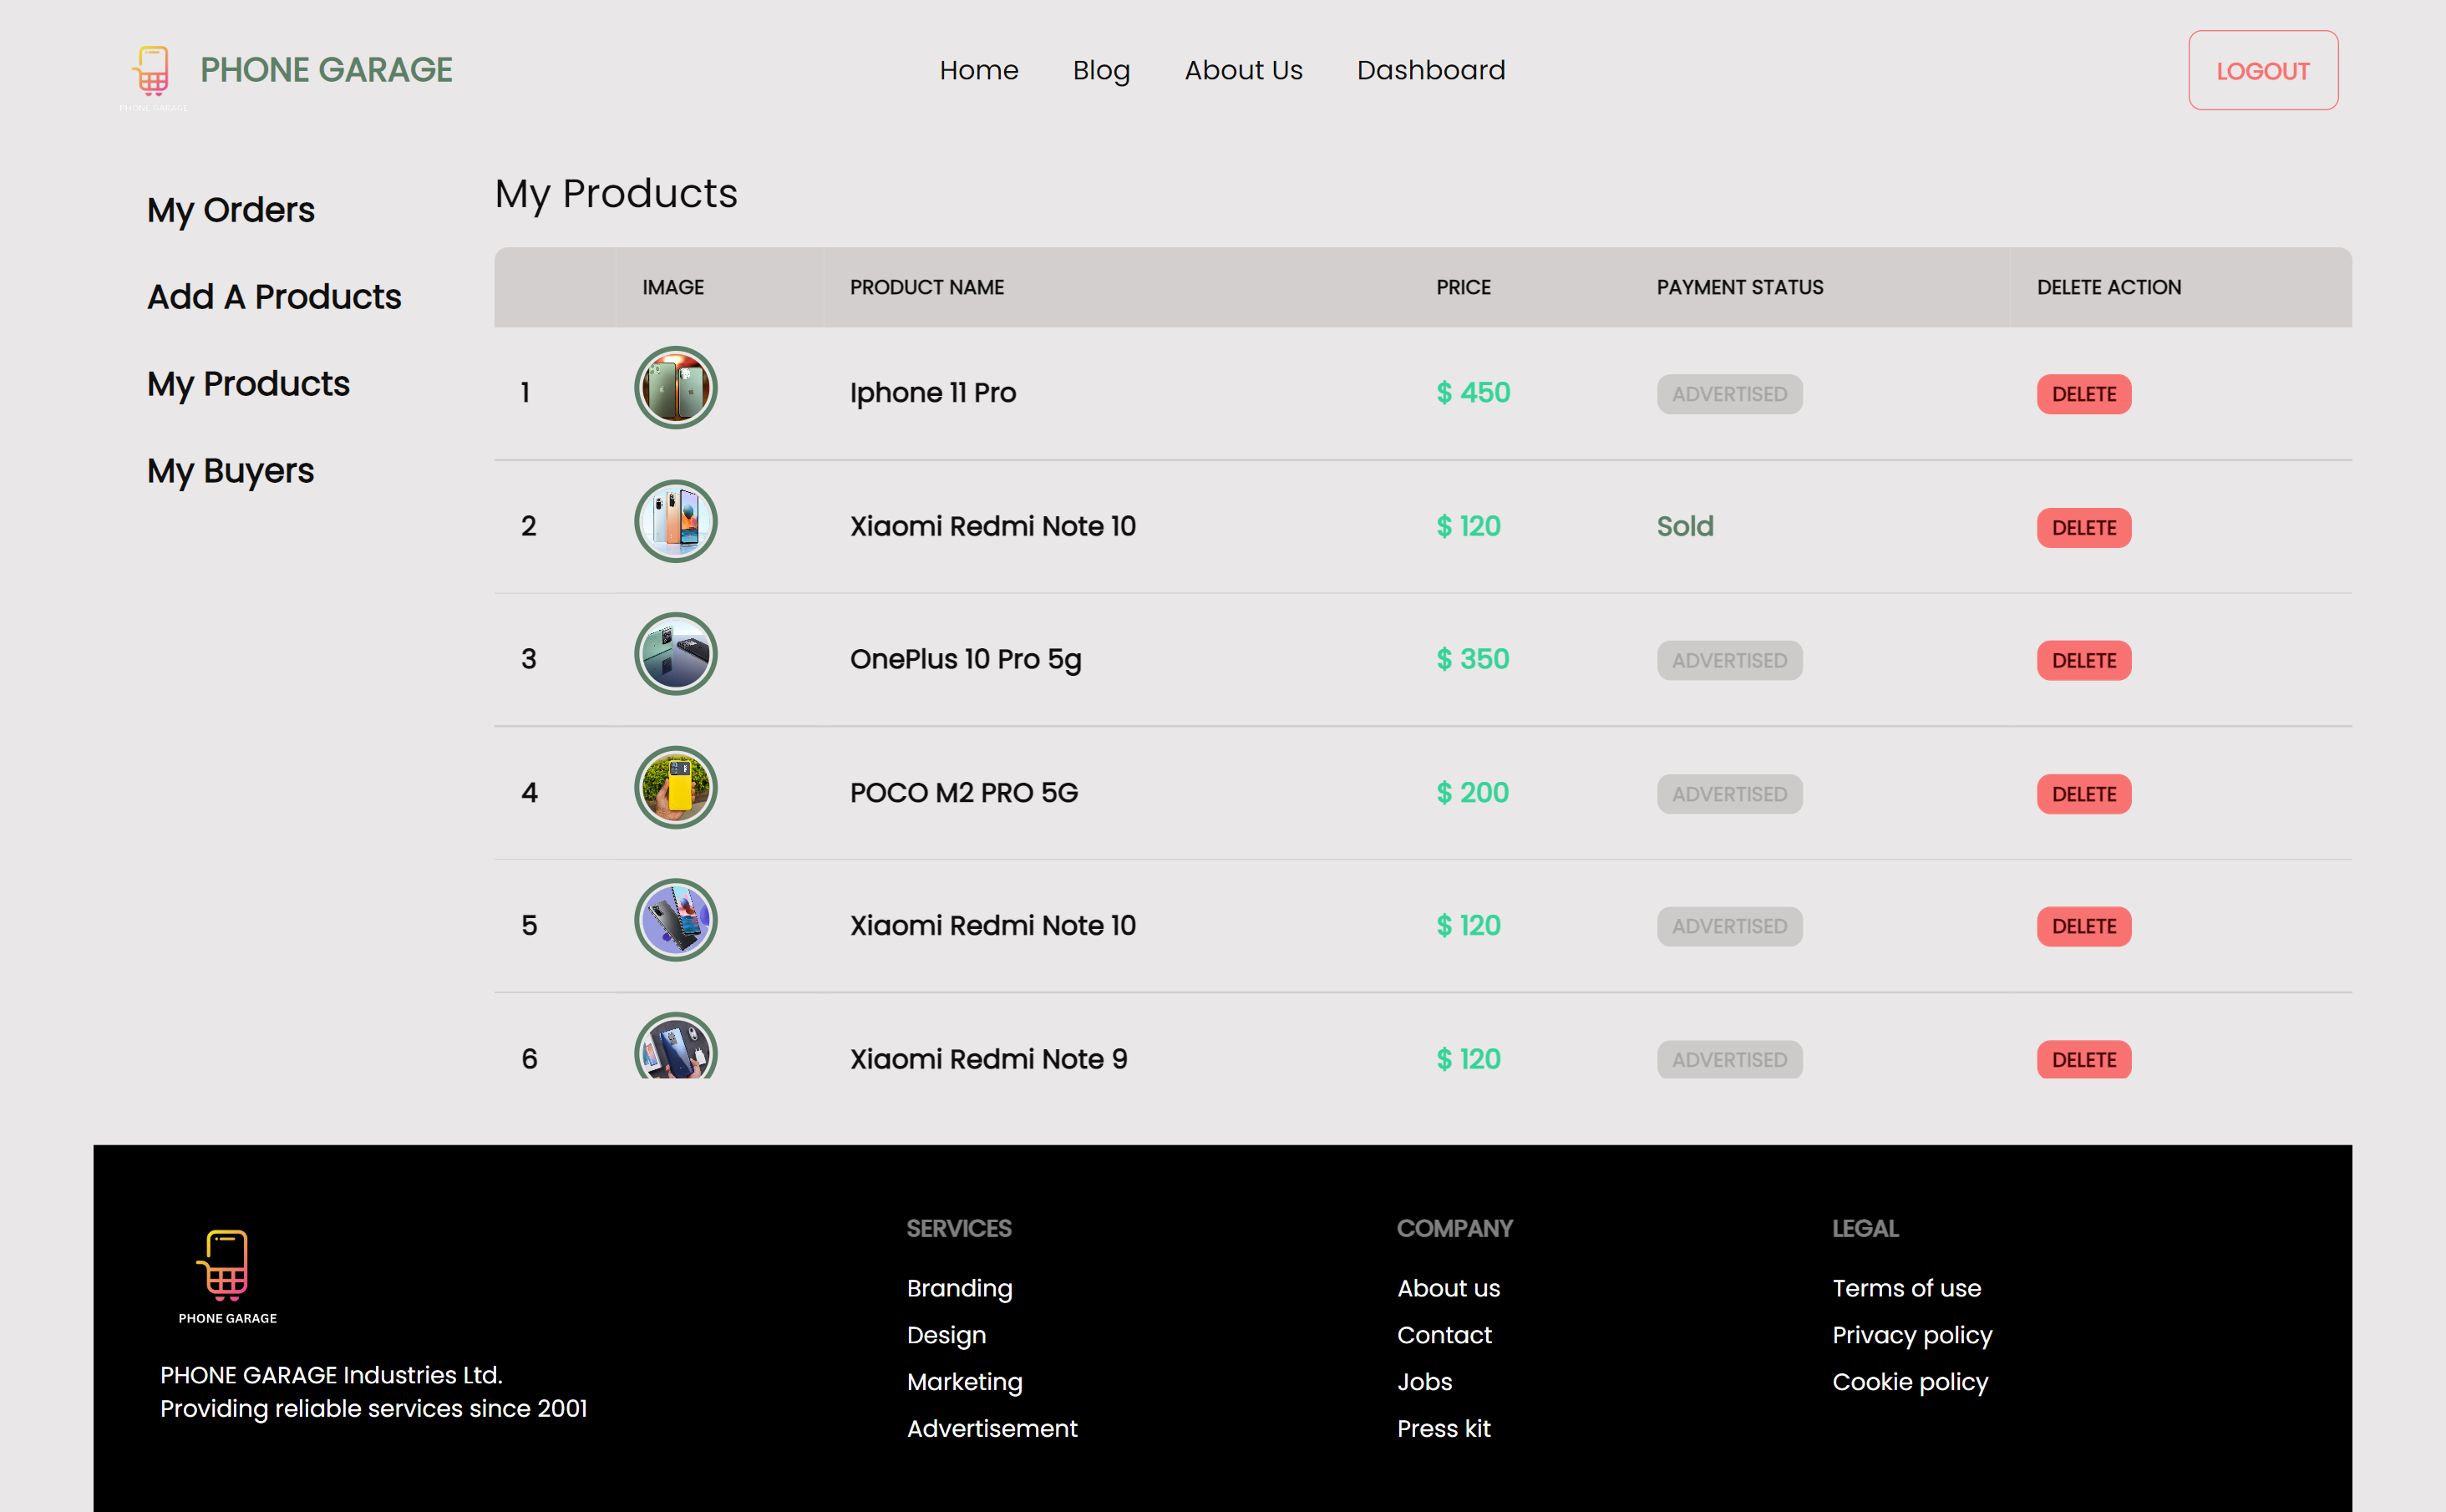 PHONE GARAGE
PHONE GARAGE
Home
Blog
About Us
Dashboard
LOGOUT
My Orders
Add A Products
My Products
My Buyers
My Products
IMAGE PRODUCT NAME PRICE PAYMENT STATUS DELETE ACTION
1 Iphone 11 Pro $ 450 ADVERTISED DELETE
2 Xiaomi Redmi Note 10 $ 120 Sold DELETE
3 OnePlus 10 Pro 5g $ 350 ADVERTISED DELETE
4 POCO M2 PRO 5G $ 200 ADVERTISED DELETE
5 Xiaomi Redmi Note 10 $ 120 ADVERTISED DELETE
6 Xiaomi Redmi Note 9 $ 120 ADVERTISED DELETE
PHONE GARAGE
PHONE GARAGE Industries Ltd.
Providing reliable services since 2001
SERVICES
Branding
Design
Marketing
Advertisement
COMPANY
About us
Contact
Jobs
Press kit
LEGAL
Terms of use
Privacy policy
Cookie policy